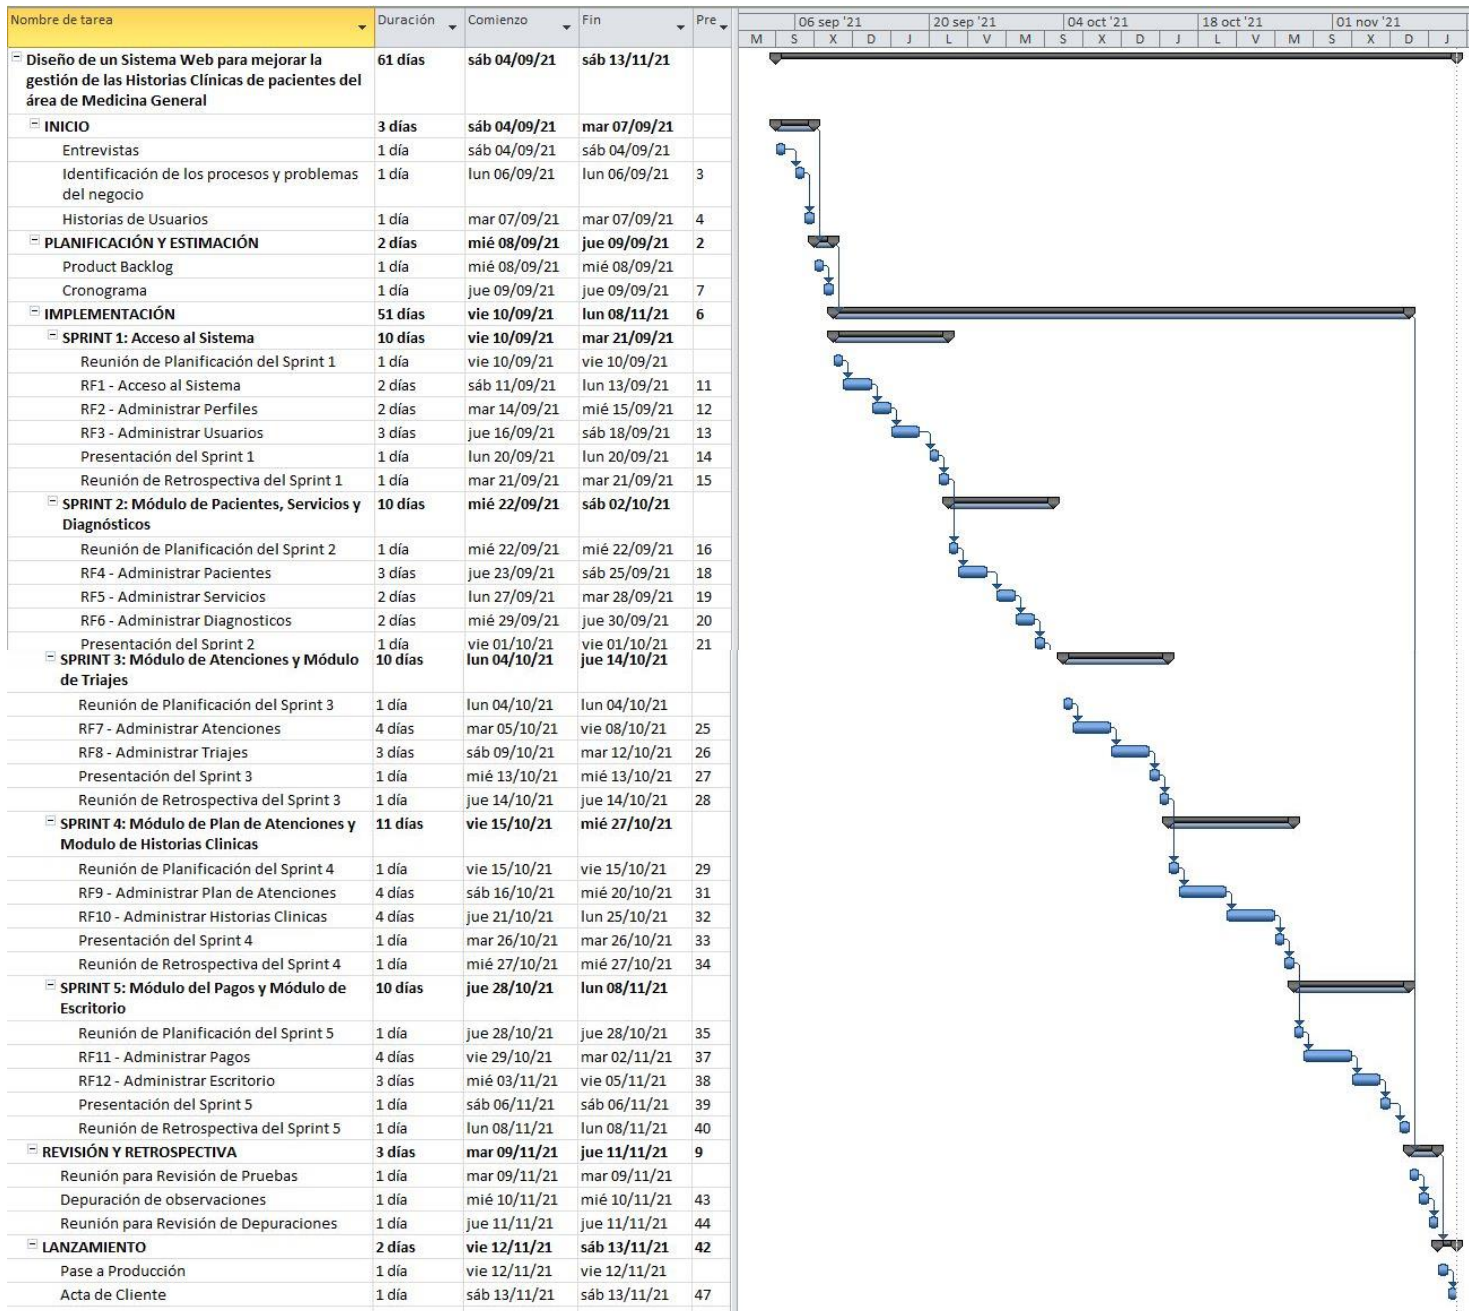 Nombre de tarea Duración Comienzo Fin Pre
06 sep '21 20 sep '21 04 oct '21 18 oct '21 01 nov '21
M S X D J L V M S X D J L V M S X D J
Diseño de un Sistema Web para mejorar la 61 días sáb 04/09/21 sáb 13/11/21
gestión de las Historias Clínicas de pacientes del
área de Medicina General
INICIO 3 días sáb 04/09/21 mar 07/09/21
Entrevistas 1 día sáb 04/09/21 sáb 04/09/21
Identificación de los procesos y problemas 1 día lun 06/09/21 lun 06/09/21 3
del negocio
Historias de Usuarios 1 día mar 07/09/21 mar 07/09/21 4
PLANIFICACIÓN Y ESTIMACIÓN 2 días mié 08/09/21 jue 09/09/21 2
Product Backlog 1 día mié 08/09/21 mié 08/09/21
Cronograma 1 día jue 09/09/21 jue 09/09/21 7
IMPLEMENTACIÓN 51 días vie 10/09/21 lun 08/11/21 6
SPRINT 1: Acceso al Sistema 10 días vie 10/09/21 mar 21/09/21
Reunión de Planificación del Sprint 1 1 día vie 10/09/21 vie 10/09/21
RF1 - Acceso al Sistema 2 días sáb 11/09/21 lun 13/09/21 11
RF2 - Administrar Perfiles 2 días mar 14/09/21 mié 15/09/21 12
RF3 - Administrar Usuarios 3 días jue 16/09/21 sáb 18/09/21 13
Presentación del Sprint 1 1 día lun 20/09/21 lun 20/09/21 14
Reunión de Retrospectiva del Sprint 1 1 día mar 21/09/21 mar 21/09/21 15
SPRINT 2: Módulo de Pacientes, Servicios y 10 días mié 22/09/21 sáb 02/10/21
Diagnósticos
Reunión de Planificación del Sprint 2 1 día mié 22/09/21 mié 22/09/21 16
RF4 - Administrar Pacientes 3 días jue 23/09/21 sáb 25/09/21 18
RF5 - Administrar Servicios 2 días lun 27/09/21 mar 28/09/21 19
RF6 - Administrar Diagnosticos 2 días mié 29/09/21 jue 30/09/21 20
Presentación del Sprint 2 1 día vie 01/10/21 vie 01/10/21 21
SPRINT 3: Módulo de Atenciones y Módulo 10 días lun 04/10/21 jue 14/10/21
de Triajes
Reunión de Planificación del Sprint 3 1 día lun 04/10/21 lun 04/10/21
RF7 - Administrar Atenciones 4 días mar 05/10/21 vie 08/10/21 25
RF8 - Administrar Triajes 3 días sáb 09/10/21 mar 12/10/21 26
Presentación del Sprint 3 1 día mié 13/10/21 mié 13/10/21 27
Reunión de Retrospectiva del Sprint 3 1 día jue 14/10/21 jue 14/10/21 28
SPRINT 4: Módulo de Plan de Atenciones y 11 días vie 15/10/21 mié 27/10/21
Modulo de Historias Clinicas
Reunión de Planificación del Sprint 4 1 día vie 15/10/21 vie 15/10/21 29
RF9 - Administrar Plan de Atenciones 4 días sáb 16/10/21 mié 20/10/21 31
RF10 - Administrar Historias Clinicas 4 días jue 21/10/21 lun 25/10/21 32
Presentación del Sprint 4 1 día mar 26/10/21 mar 26/10/21 33
Reunión de Retrospectiva del Sprint 4 1 día mié 27/10/21 mié 27/10/21 34
SPRINT 5: Módulo del Pagos y Módulo de 10 días jue 28/10/21 lun 08/11/21
Escritorio
Reunión de Planificación del Sprint 5 1 día jue 28/10/21 jue 28/10/21 35
RF11 - Administrar Pagos 4 días vie 29/10/21 mar 02/11/21 37
RF12 - Administrar Escritorio 3 días mié 03/11/21 vie 05/11/21 38
Presentación del Sprint 5 1 día sáb 06/11/21 sáb 06/11/21 39
Reunión de Retrospectiva del Sprint 5 1 día lun 08/11/21 lun 08/11/21 40
REVISIÓN Y RETROSPECTIVA 3 días mar 09/11/21 jue 11/11/21 9
Reunión para Revisión de Pruebas 1 día mar 09/11/21 mar 09/11/21
Depuración de observaciones 1 día mié 10/11/21 mié 10/11/21 43
Reunión para Revisión de Depuraciones 1 día jue 11/11/21 jue 11/11/21 44
LANZAMIENTO 2 días vie 12/11/21 sáb 13/11/21 42
Pase a Producción 1 día vie 12/11/21 vie 12/11/21
Acta de Cliente 1 día sáb 13/11/21 sáb 13/11/21 47